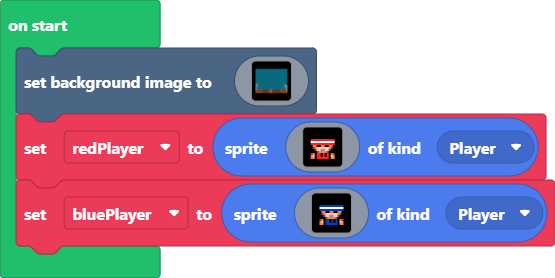 on start
set background image to
set redPlayer to sprite of kind Player
set bluePlayer to sprite of kind Player